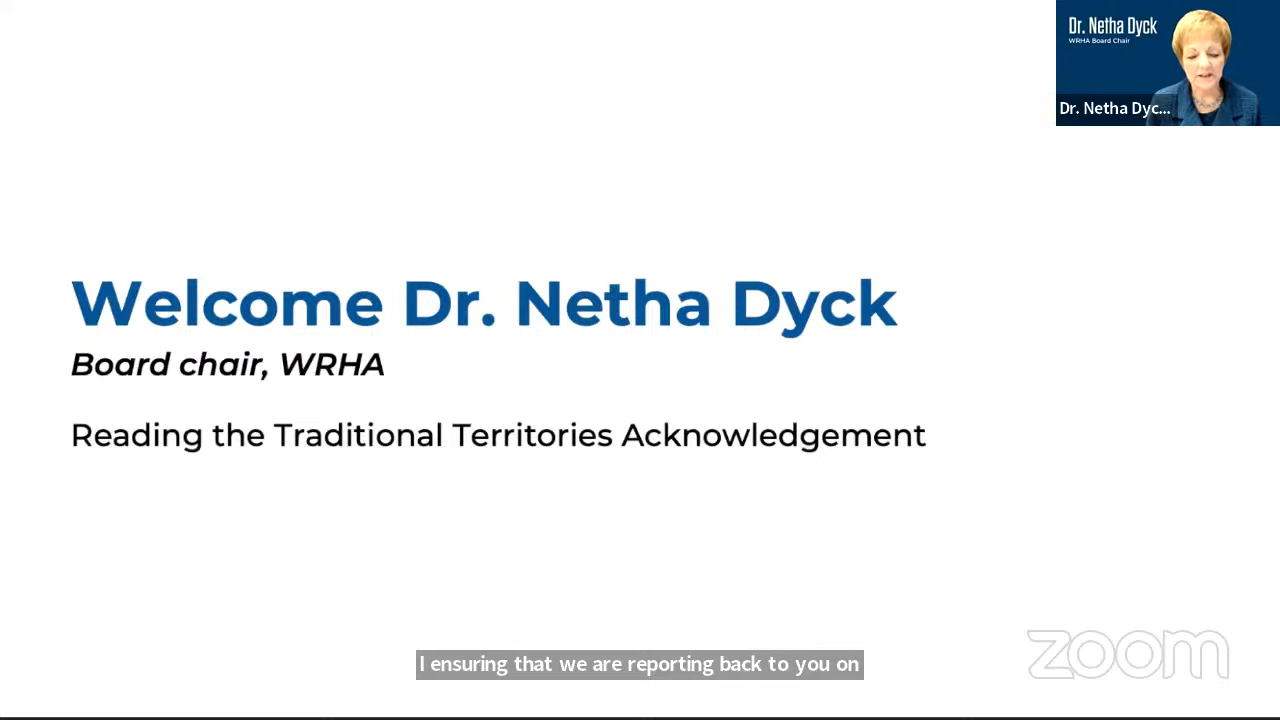 Dr. Netha Dyck
WRHA Board Chair
Dr. Netha Dyc...
Welcome Dr. Netha Dyck
Board chair, WRHA
Reading the Traditional Territories Acknowledgement
I ensuring that we are reporting back to you on
zoom